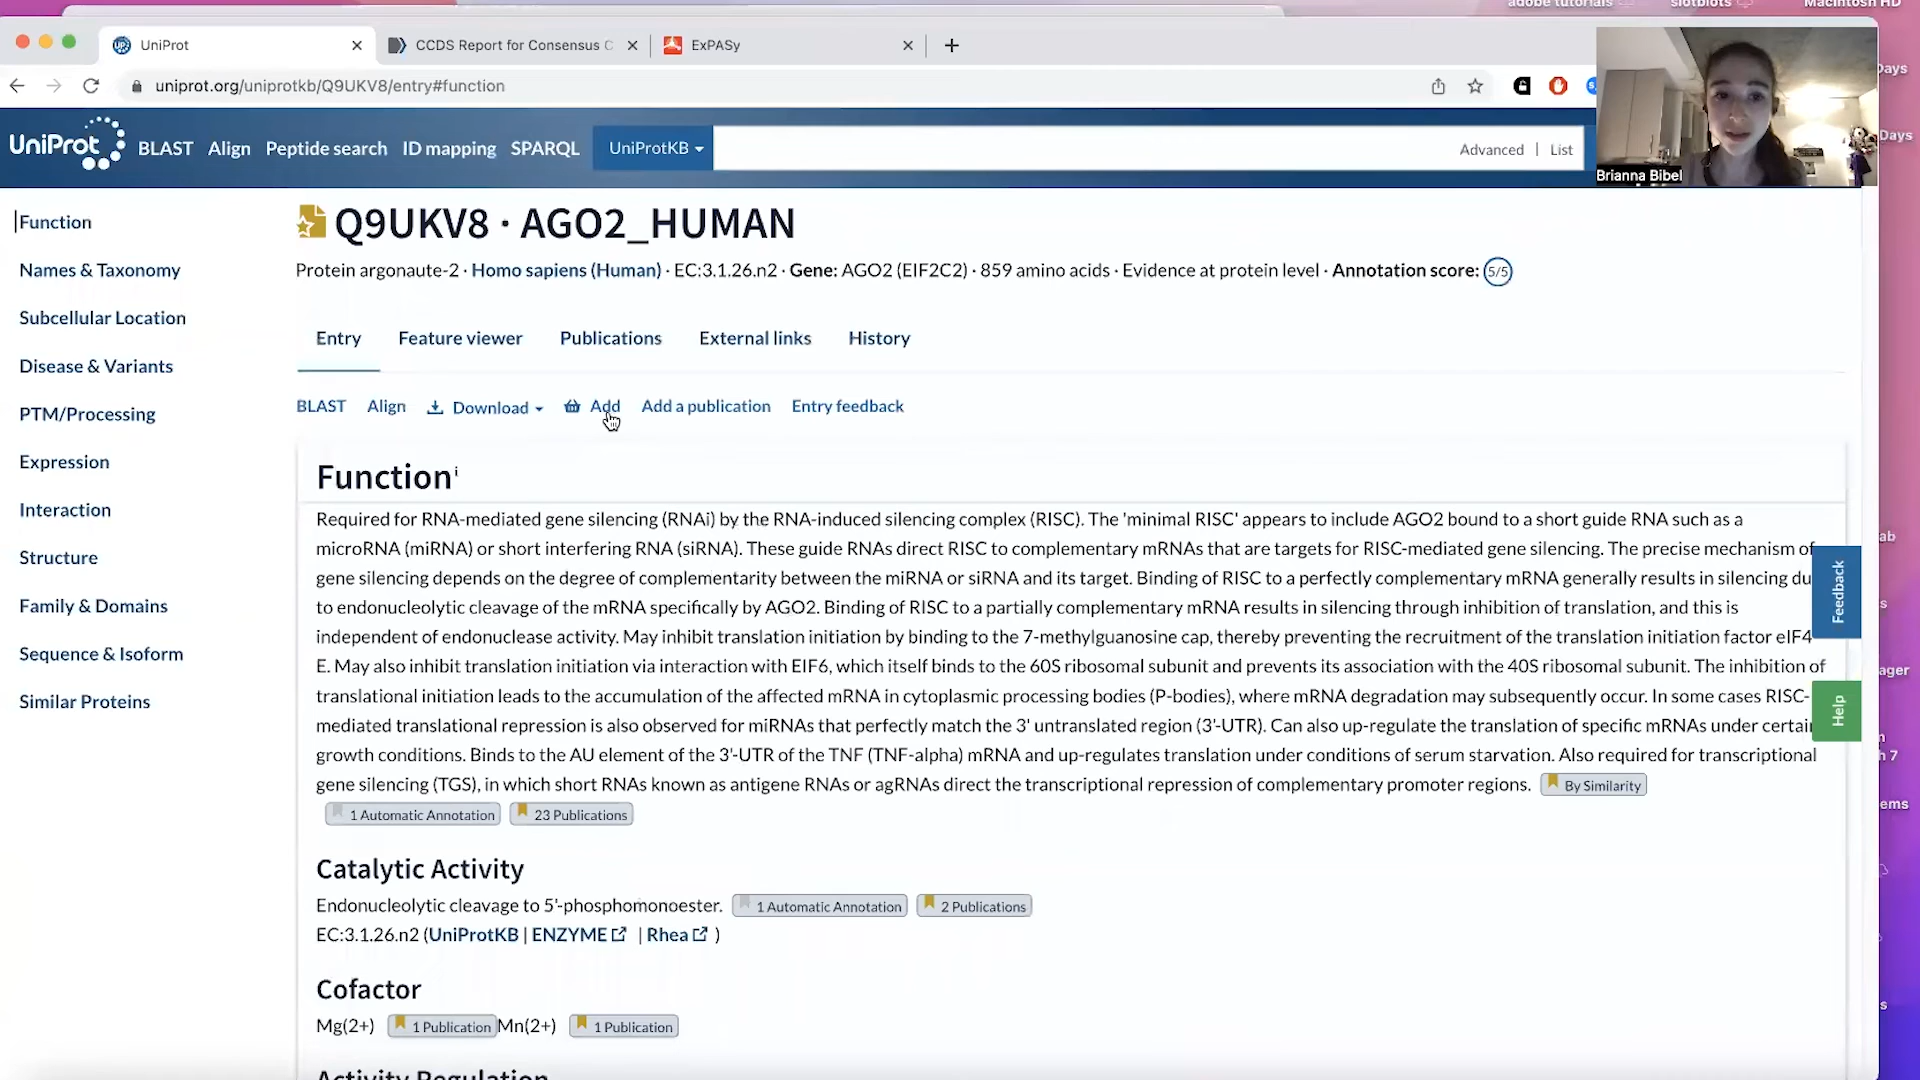 adobe tutorials
slotblots
Macintosh HD
UniProt
CCDS Report for Consensus C
ExPASy
uniprot.org/uniprotkb/Q9UKV8/entry#function
Days
Days
UniProt
BLAST Align Peptide search ID mapping SPARQL
UniProtKB
Advanced | List
Brianna Bibel
Function
Names & Taxonomy
Subcellular Location
Disease & Variants
PTM/Processing
Expression
Interaction
Structure
Family & Domains
Sequence & Isoform
Similar Proteins
Q9UKV8 · AGO2_HUMAN
Protein argonaute-2 · Homo sapiens (Human) · EC:3.1.26.n2 · Gene: AGO2 (EIF2C2) · 859 amino acids · Evidence at protein level · Annotation score: 5/5
Entry Feature viewer Publications External links History
BLAST Align Download Add Add a publication Entry feedback
Function i
Required for RNA-mediated gene silencing (RNAi) by the RNA-induced silencing complex (RISC). The 'minimal RISC' appears to include AGO2 bound to a short guide RNA such as a
microRNA (miRNA) or short interfering RNA (siRNA). These guide RNAs direct RISC to complementary mRNAs that are targets for RISC-mediated gene silencing. The precise mechanism of
gene silencing depends on the degree of complementarity between the miRNA or siRNA and its target. Binding of RISC to a perfectly complementary mRNA generally results in silencing du
to endonucleolytic cleavage of the mRNA specifically by AGO2. Binding of RISC to a partially complementary mRNA results in silencing through inhibition of translation, and this is
independent of endonuclease activity. May inhibit translation initiation by binding to the 7-methylguanosine cap, thereby preventing the recruitment of the translation initiation factor eIF4
E. May also inhibit translation initiation via interaction with EIF6, which itself binds to the 60S ribosomal subunit and prevents its association with the 40S ribosomal subunit. The inhibition of
translational initiation leads to the accumulation of the affected mRNA in cytoplasmic processing bodies (P-bodies), where mRNA degradation may subsequently occur. In some cases RISC-
mediated translational repression is also observed for miRNAs that perfectly match the 3' untranslated region (3'-UTR). Can also up-regulate the translation of specific mRNAs under certain
growth conditions. Binds to the AU element of the 3'-UTR of the TNF (TNF-alpha) mRNA and up-regulates translation under conditions of serum starvation. Also required for transcriptional
gene silencing (TGS), in which short RNAs known as antigene RNAs or agRNAs direct the transcriptional repression of complementary promoter regions. By Similarity
1 Automatic Annotation 23 Publications
Catalytic Activity
Endonucleolytic cleavage to 5'-phosphomonoester. 1 Automatic Annotation 2 Publications
EC:3.1.26.n2 (UniProtKB | ENZYME | Rhea )
Cofactor
Mg(2+) 1 Publication Mn(2+) 1 Publication
Activity Regulation
Feedback
Help
ab
s
ager
n
h 7
ems
s